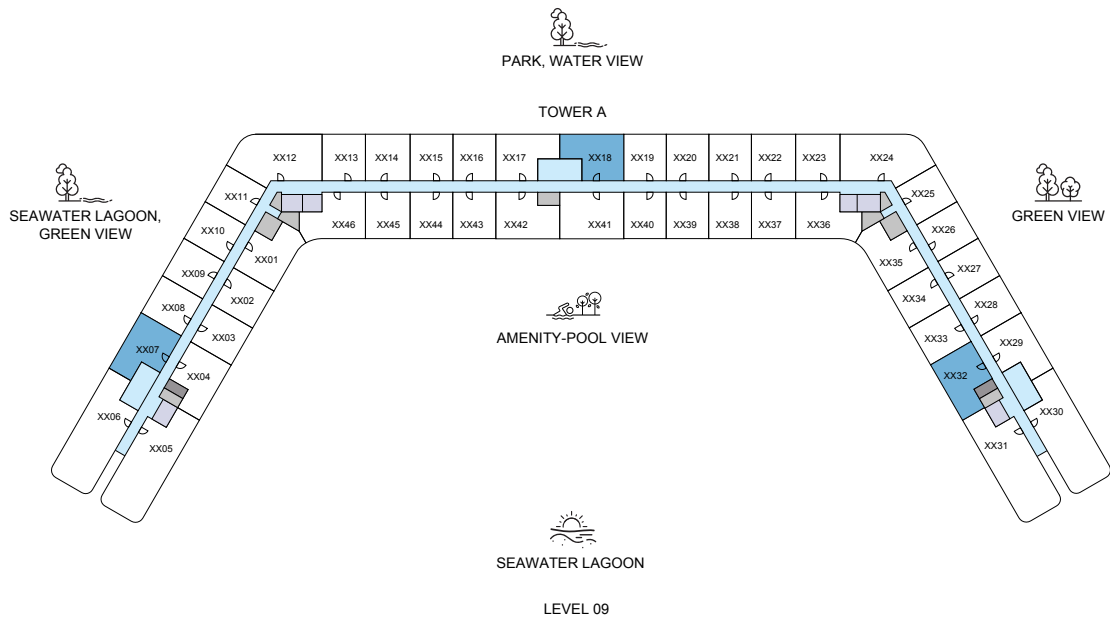 PARK, WATER VIEW
TOWER A
SEAWATER LAGOON,
GREEN VIEW
GREEN VIEW
XX12
XX13
XX14
XX15
XX16
XX17
XX18
XX19
XX20
XX21
XX22
XX23
XX24
XX11
XX25
XX10
XX46
XX45
XX44
XX43
XX42
XX41
XX40
XX39
XX38
XX37
XX36
XX26
XX01
XX35
XX09
XX27
XX02
XX34
XX08
XX28
XX03
XX33
XX07
XX29
XX04
XX32
XX06
XX30
XX05
XX31
AMENITY-POOL VIEW
SEAWATER LAGOON
LEVEL 09